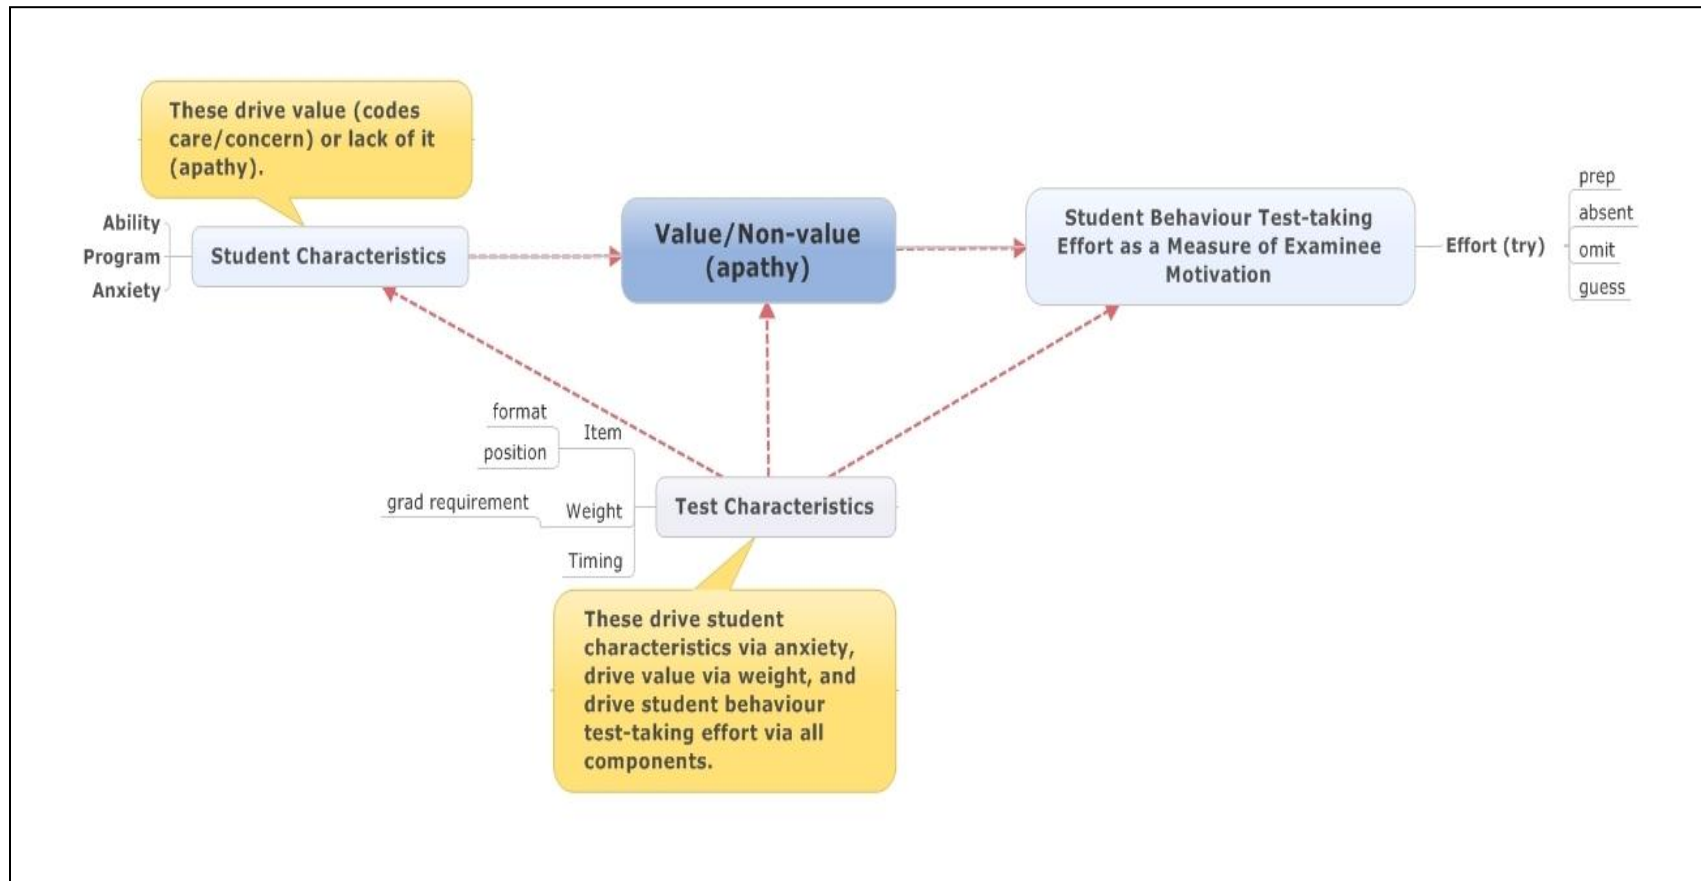 These drive value (codes
care/concern) or lack of it
(apathy).
Ability
Program
Anxiety
Student Characteristics
Value/Non-value
(apathy)
Student Behaviour Test-taking
Effort as a Measure of Examinee
Motivation
Effort (try)
prep
absent
omit
guess
format
position
Item
grad requirement
Weight
Timing
Test Characteristics
These drive student
characteristics via anxiety,
drive value via weight, and
drive student behaviour
test-taking effort via all
components.